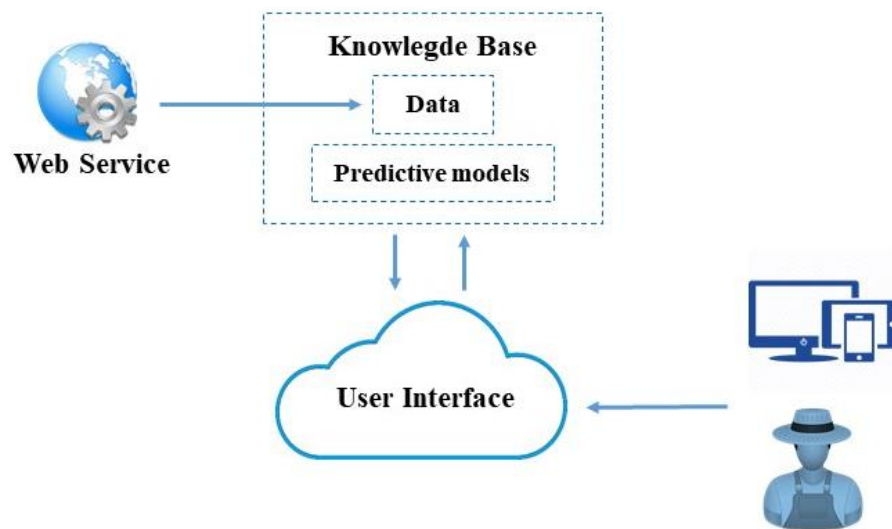 Knowlegde Base
Data
Web Service
Predictive models
User Interface